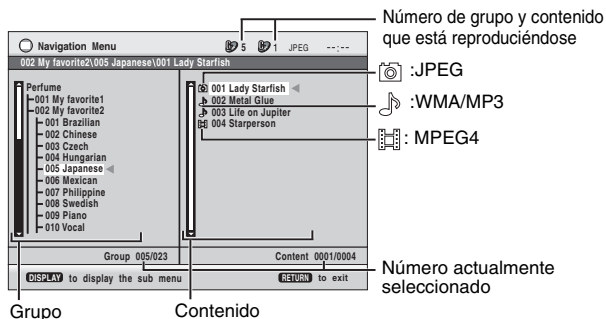 Número de grupo y contenido
que está reproduciéndose
Navigation Menu 5 1 JPEG --:--
002 My favorite2\005 Japanese\001 Lady Starfish
Perfume
001 My favorite1
002 My favorite2
001 Brazilian
002 Chinese
003 Czech
004 Hungarian
005 Japanese
006 Mexican
007 Philippine
008 Swedish
009 Piano
010 Vocal
001 Lady Starfish
002 Metal Glue
003 Life on Jupiter
004 Starperson
:JPEG
:WMA/MP3
: MPEG4
Group 005/023
Content 0001/0004
DISPLAY to display the sub menu
RETURN to exit
Número actualmente
seleccionado
Grupo
Contenido